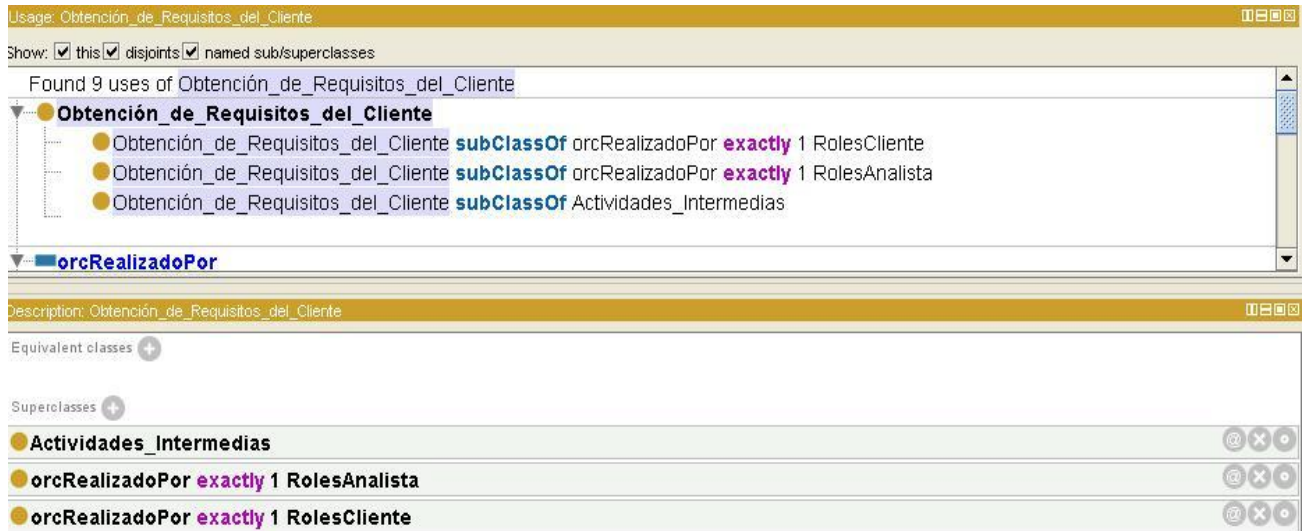 Usage: Obtención_de_Requisitos_del_Cliente
Show: this disjoints named sub/superclasses
Found 9 uses of Obtención_de_Requisitos_del_Cliente
Obtención_de_Requisitos_del_Cliente
Obtención_de_Requisitos_del_Cliente subClassOf orcRealizadoPor exactly 1 RolesCliente
Obtención_de_Requisitos_del_Cliente subClassOf orcRealizadoPor exactly 1 RolesAnalista
Obtención_de_Requisitos_del_Cliente subClassOf Actividades_Intermedias
orcRealizadoPor
Description: Obtención_de_Requisitos_del_Cliente
Equivalent classes
Superclasses
Actividades_Intermedias
orcRealizadoPor exactly 1 RolesAnalista
orcRealizadoPor exactly 1 RolesCliente